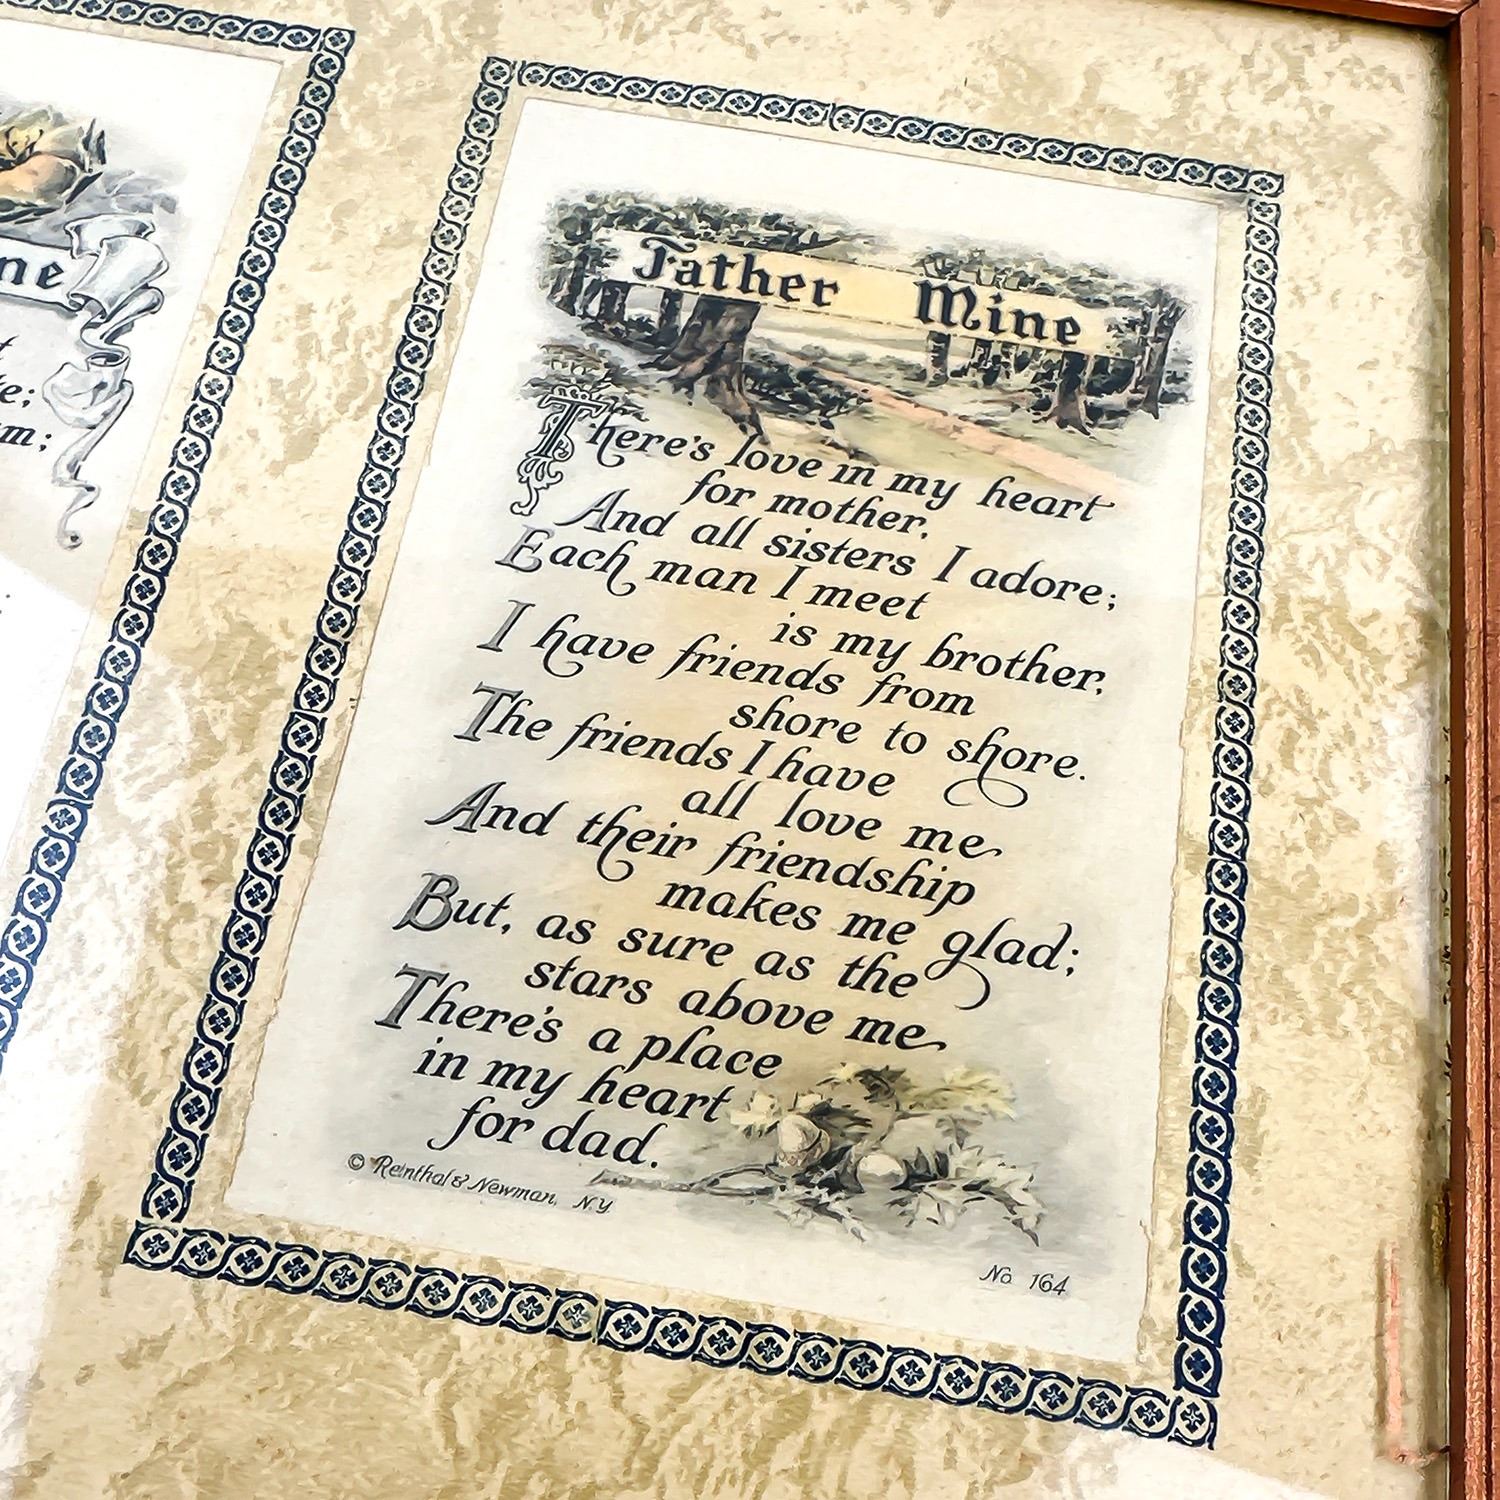 ne
e;
m;
Father Mine
There's love in my heart
for mother,
And all sisters I adore;
Each man I meet
is my brother,
I have friends from
shore to shore.
The friends I have
all love me
And their friendship
makes me glad;
But, as sure as the
stars above me
There's a place
in my heart
for dad.
© Reinthal & Newman, N.Y.
No. 164